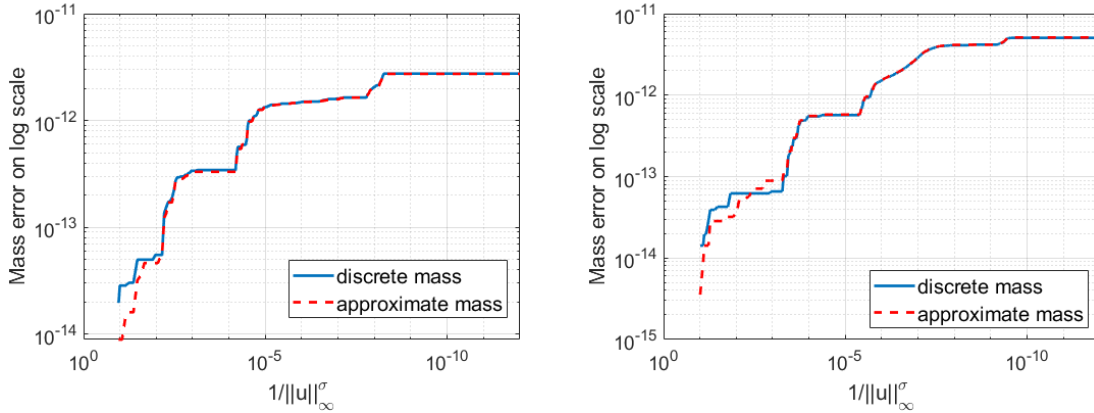 Mass error on log scale
10^-11
10^-12
10^-13
10^-14
10^0
10^-5
10^-10
1/||u||_∞^σ
discrete mass
approximate mass
Mass error on log scale
10^-11
10^-12
10^-13
10^-14
10^-15
10^0
10^-5
10^-10
1/||u||_∞^σ
discrete mass
approximate mass